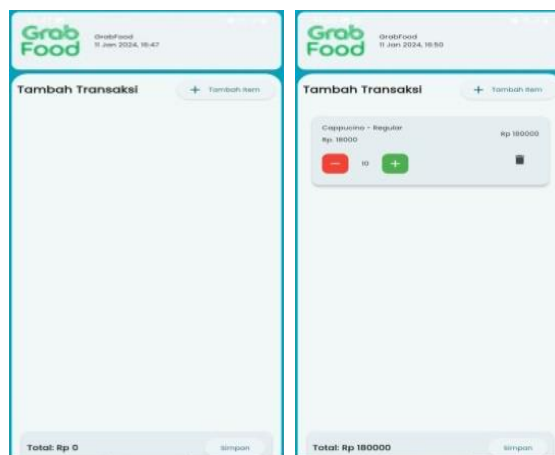 Grab
Food
GrabFood
11 Jan 2024, 16:47
Tambah Transaksi
+ Tambah Item
Total: Rp 0
Simpan
Grab
Food
GrabFood
11 Jan 2024, 16:50
Tambah Transaksi
+ Tambah Item
Cappucino - Regular
Rp. 18000
Rp 180000
10
Total: Rp 180000
Simpan